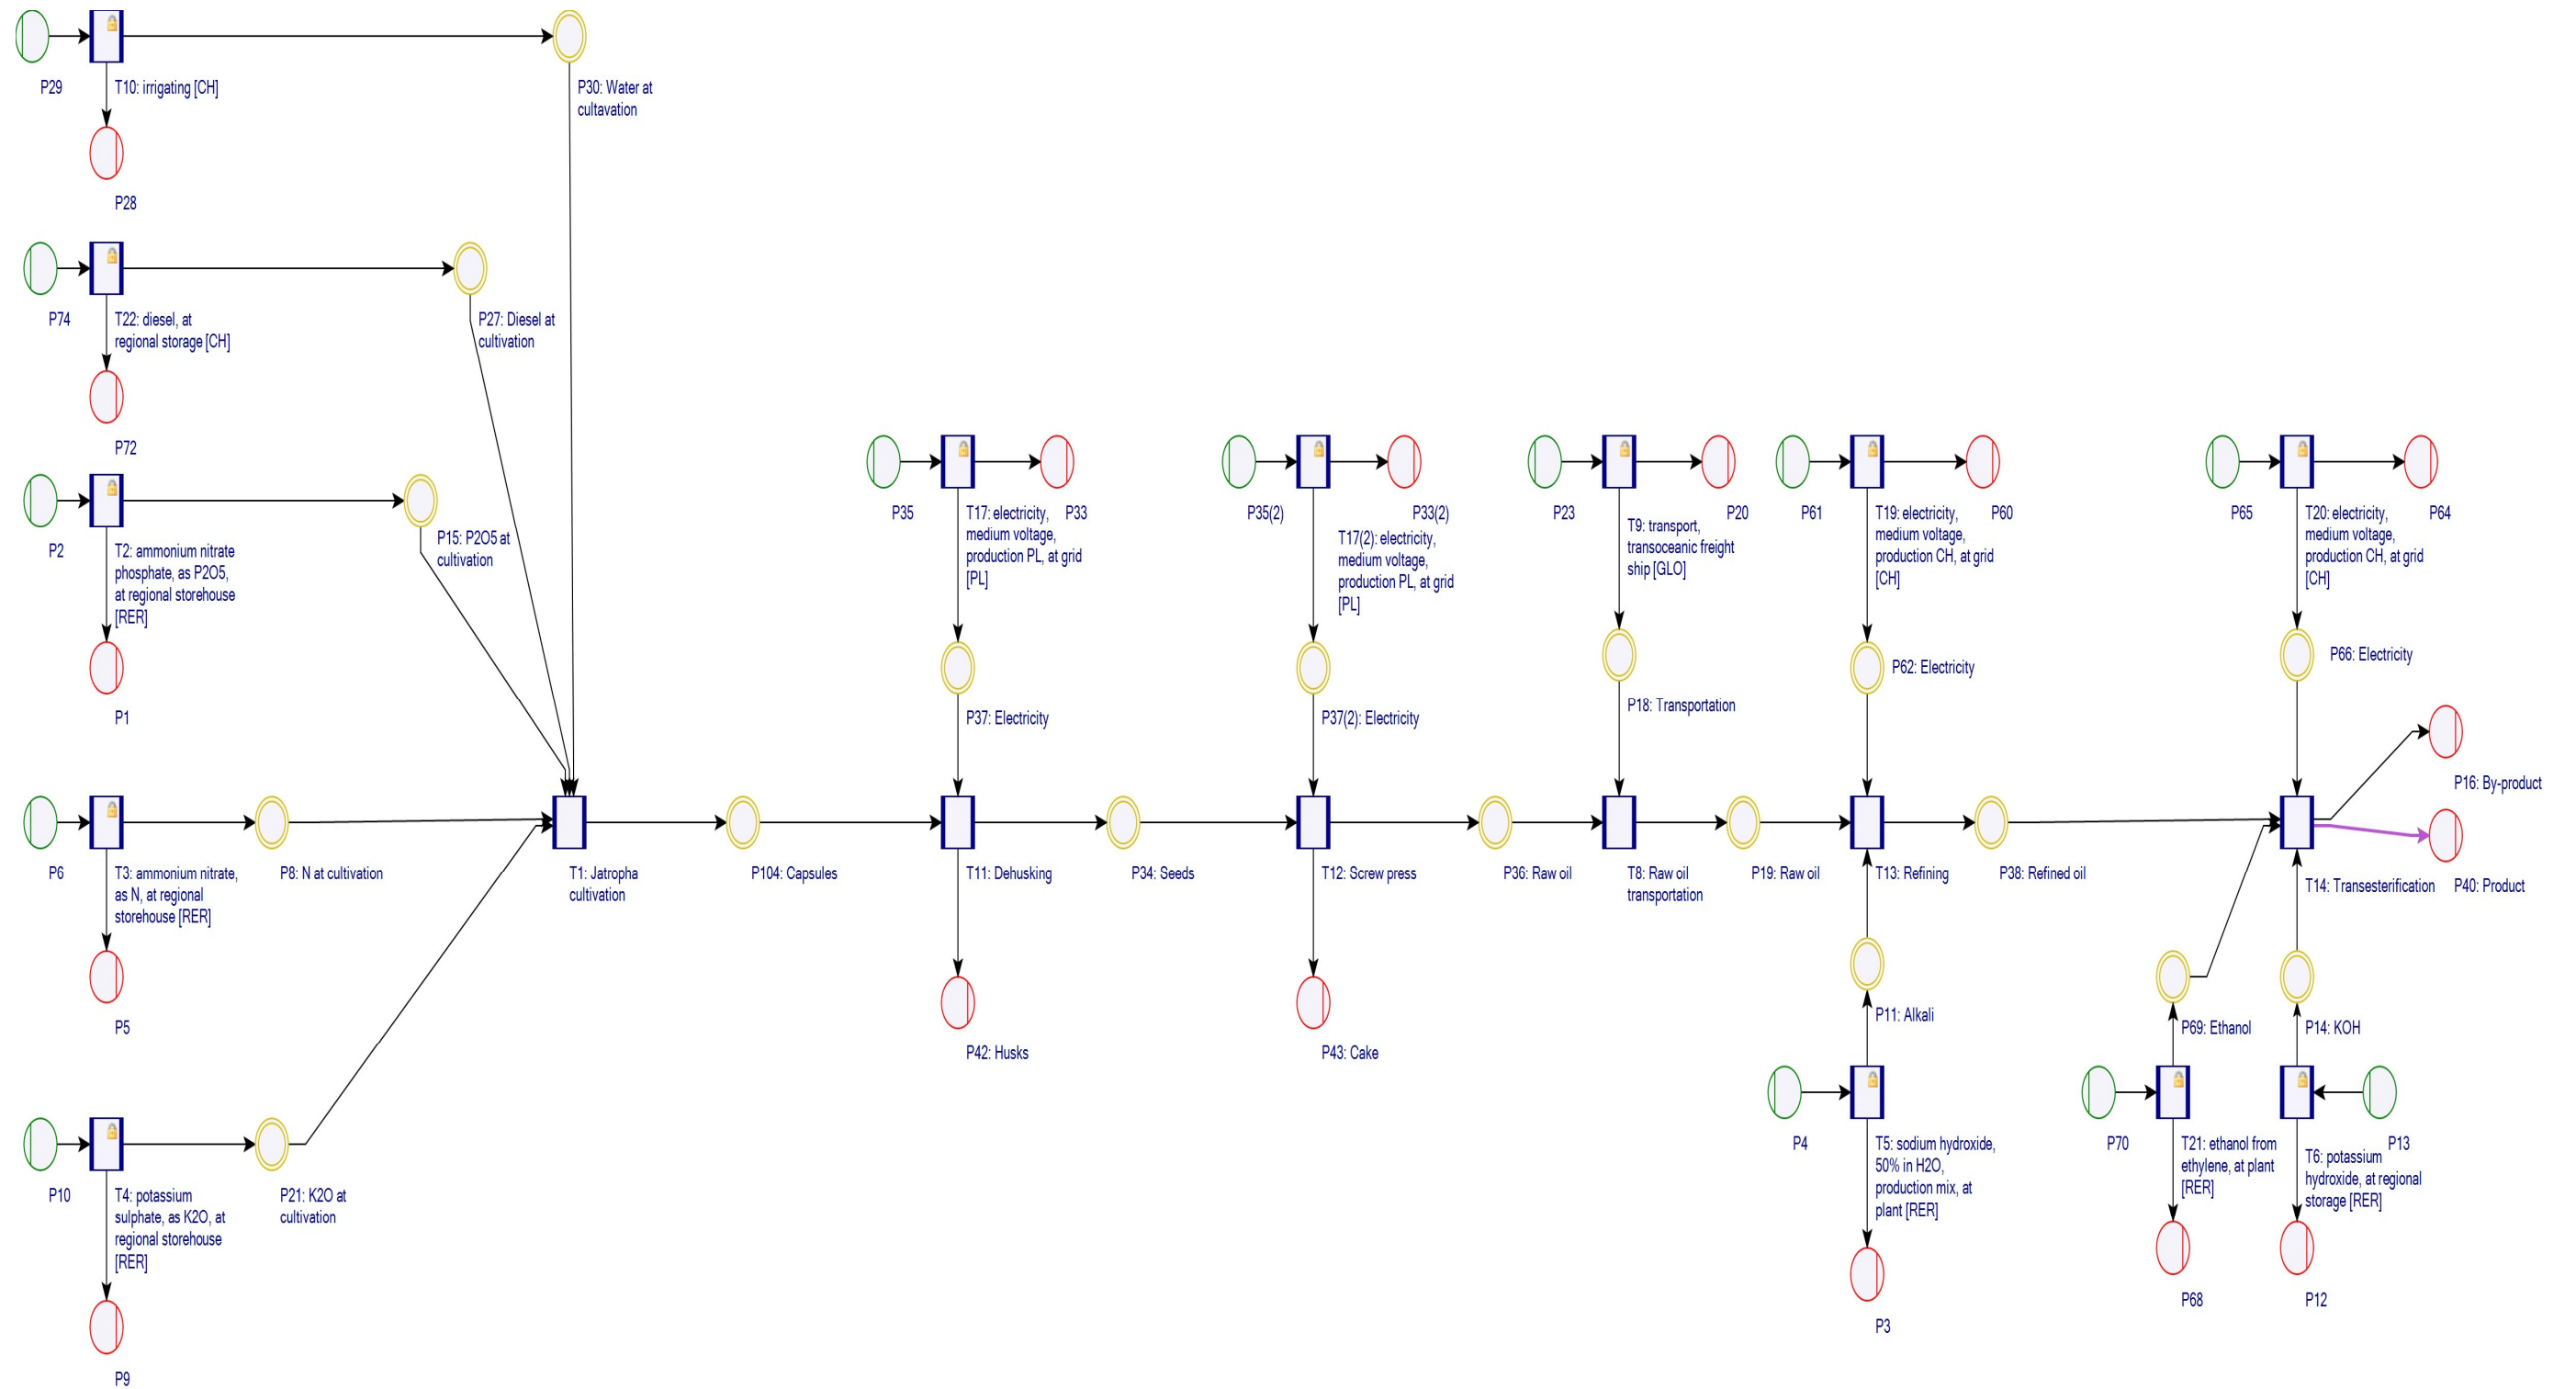 P29
T10: irrigating [CH]
P30: Water at
cultavation
P28
P74
T22: diesel, at
regional storage [CH]
P27: Diesel at
cultivation
P72
P2
T2: ammonium nitrate
phosphate, as P2O5,
at regional storehouse
[RER]
P15: P2O5 at
cultivation
P1
P35
T17: electricity,
medium voltage,
production PL, at grid
[PL]
P33
P35(2)
T17(2): electricity,
medium voltage,
production PL, at grid
[PL]
P33(2)
P23
T9: transport,
transoceanic freight
ship [GLO]
P20
P61
T19: electricity,
medium voltage,
production CH, at grid
[CH]
P60
P65
T20: electricity,
medium voltage,
production CH, at grid
[CH]
P64
P37: Electricity
P37(2): Electricity
P18: Transportation
P62: Electricity
P66: Electricity
P16: By-product
P6
T3: ammonium nitrate,
as N, at regional
storehouse [RER]
P8: N at cultivation
T1: Jatropha
cultivation
P104: Capsules
T11: Dehusking
P34: Seeds
T12: Screw press
P36: Raw oil
T8: Raw oil
transportation
P19: Raw oil
T13: Refining
P38: Refined oil
T14: Transesterification
P40: Product
P5
P42: Husks
P43: Cake
P11: Alkali
P69: Ethanol
P14: KOH
P10
T4: potassium
sulphate, as K2O, at
regional storehouse
[RER]
P21: K2O at
cultivation
P4
T5: sodium hydroxide,
50% in H2O,
production mix, at
plant [RER]
P70
T21: ethanol from
ethylene, at plant
[RER]
T6: potassium
hydroxide, at regional
storage [RER]
P13
P68
P12
P3
P9